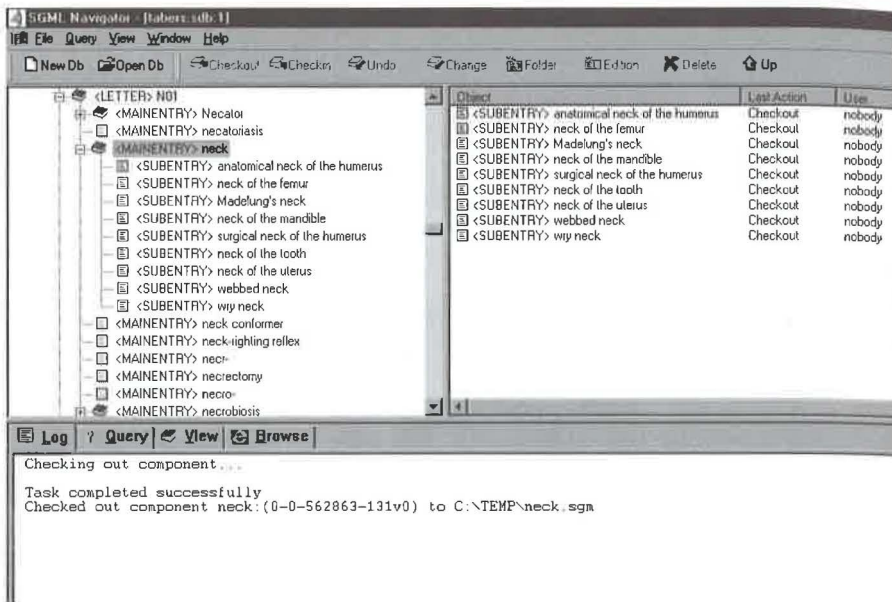 SGML Navigator - [tabers.sdb:1]
File Query View Window Help
New Db Open Db Checkout Checkin Undo Change Folder Edition Delete Up
<LETTER> N01
<MAINENTRY> Necator
<MAINENTRY> necatoriasis
<MAINENTRY> neck
<SUBENTRY> anatomical neck of the humerus
<SUBENTRY> neck of the femur
<SUBENTRY> Madelung's neck
<SUBENTRY> neck of the mandible
<SUBENTRY> surgical neck of the humerus
<SUBENTRY> neck of the tooth
<SUBENTRY> neck of the uterus
<SUBENTRY> webbed neck
<SUBENTRY> wry neck
<MAINENTRY> neck conformer
<MAINENTRY> neck-righting reflex
<MAINENTRY> necr-
<MAINENTRY> necrectomy
<MAINENTRY> necro-
<MAINENTRY> necrobiosis
Object Last Action User
<SUBENTRY> anatomical neck of the humerus Checkout nobody
<SUBENTRY> neck of the femur Checkout nobody
<SUBENTRY> Madelung's neck Checkout nobody
<SUBENTRY> neck of the mandible Checkout nobody
<SUBENTRY> surgical neck of the humerus Checkout nobody
<SUBENTRY> neck of the tooth Checkout nobody
<SUBENTRY> neck of the uterus Checkout nobody
<SUBENTRY> webbed neck Checkout nobody
<SUBENTRY> wry neck Checkout nobody
Log ? Query View Browse
Checking out component...
Task completed successfully
Checked out component neck:(0-0-562863-131v0) to C:\TEMP\neck.sgm